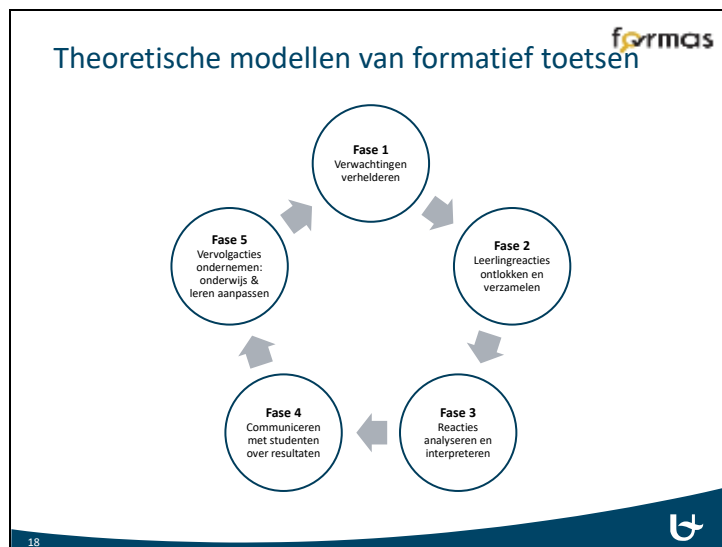 formas
Theoretische modellen van formatief toetsen
Fase 1
Verwachtingen
verhelderen
Fase 2
Leerlingreacties
ontlokken en
verzamelen
Fase 3
Reacties
analyseren en
interpreteren
Fase 4
Communiceren
met studenten
over resultaten
Fase 5
Vervolgacties
ondernemen:
onderwijs &
leren aanpassen
18